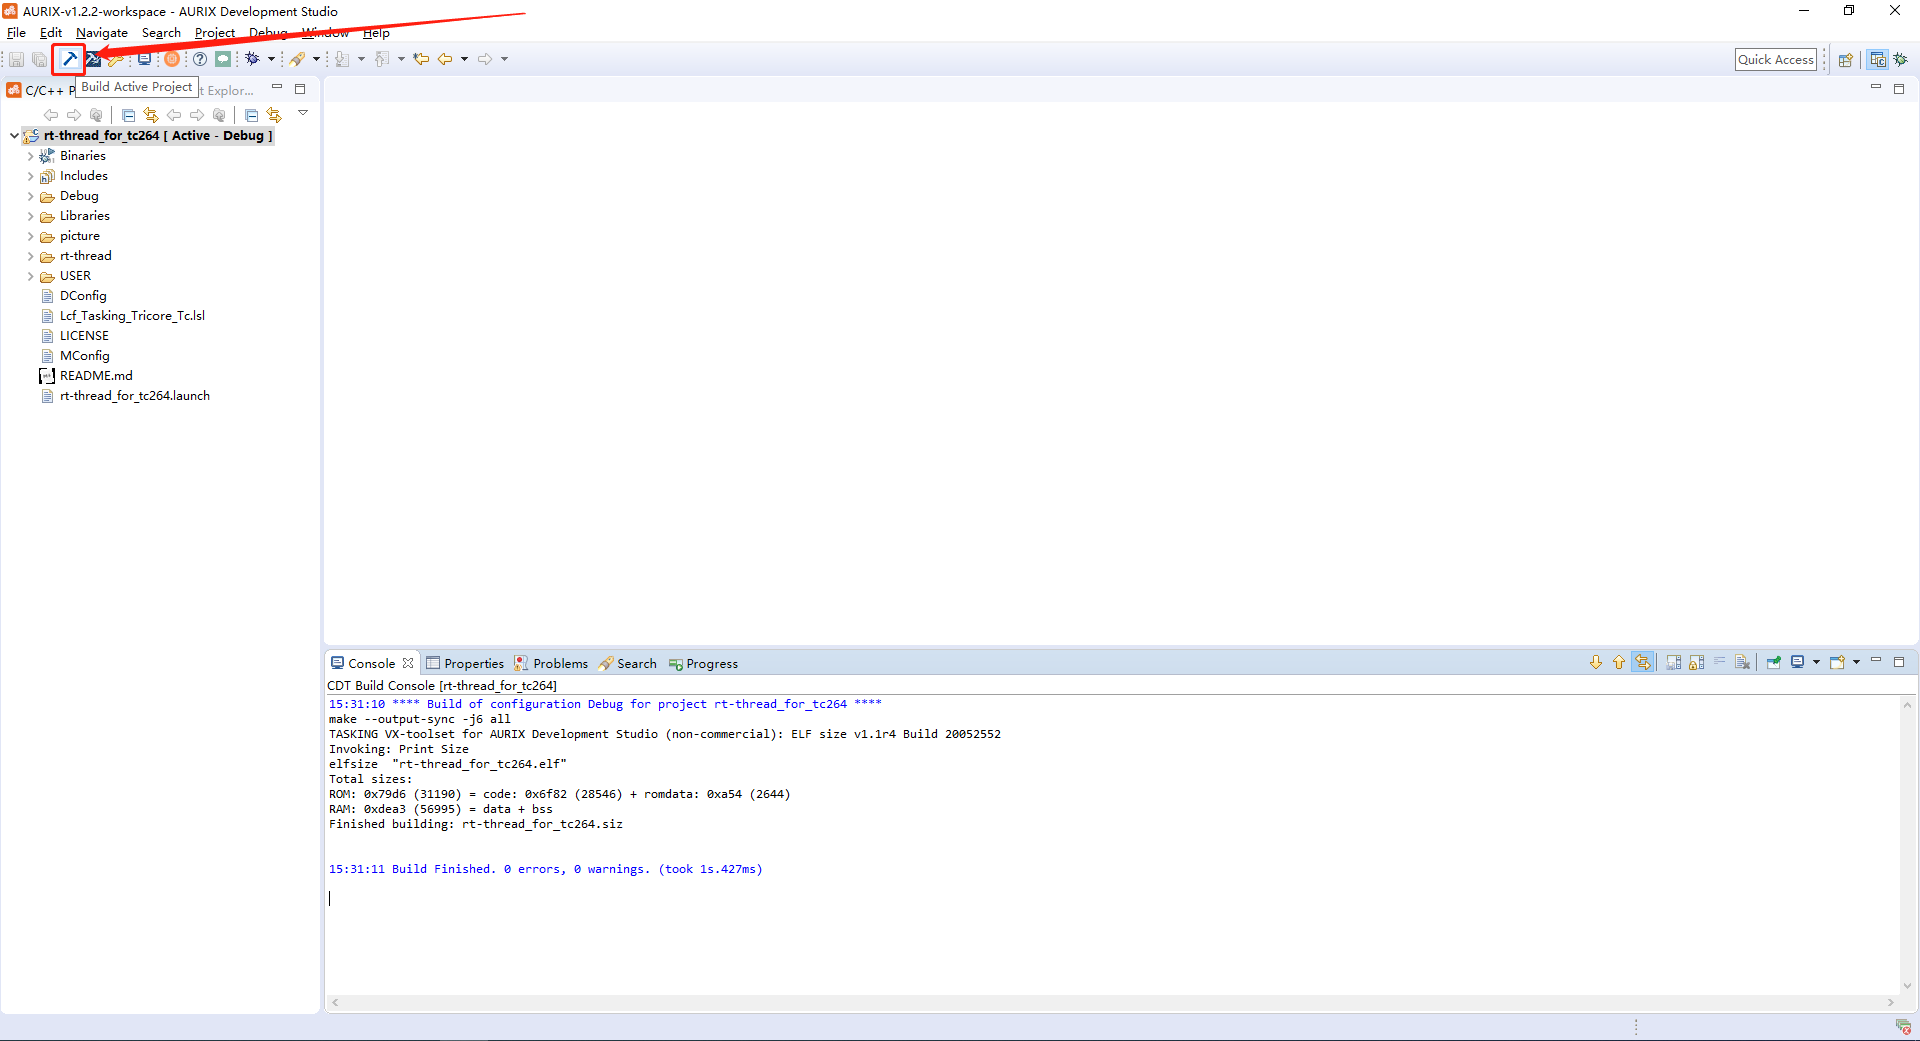 AURIX-v1.2.2-workspace - AURIX Development Studio
File Edit Navigate Search Project Debug Window Help
Quick Access
Build Active Project
C/C++ P t Explor...
rt-thread_for_tc264 [ Active - Debug ]
Binaries
Includes
Debug
Libraries
picture
rt-thread
USER
DConfig
Lcf_Tasking_Tricore_Tc.lsl
LICENSE
MConfig
README.md
rt-thread_for_tc264.launch
Console Properties Problems Search Progress
CDT Build Console [rt-thread_for_tc264]
15:31:10 **** Build of configuration Debug for project rt-thread_for_tc264 ****
make --output-sync -j6 all
TASKING VX-toolset for AURIX Development Studio (non-commercial): ELF size v1.1r4 Build 20052552
Invoking: Print Size
elfsize  "rt-thread_for_tc264.elf"
Total sizes:
ROM: 0x79d6 (31190) = code: 0x6f82 (28546) + romdata: 0xa54 (2644)
RAM: 0xdea3 (56995) = data + bss
Finished building: rt-thread_for_tc264.siz
15:31:11 Build Finished. 0 errors, 0 warnings. (took 1s.427ms)